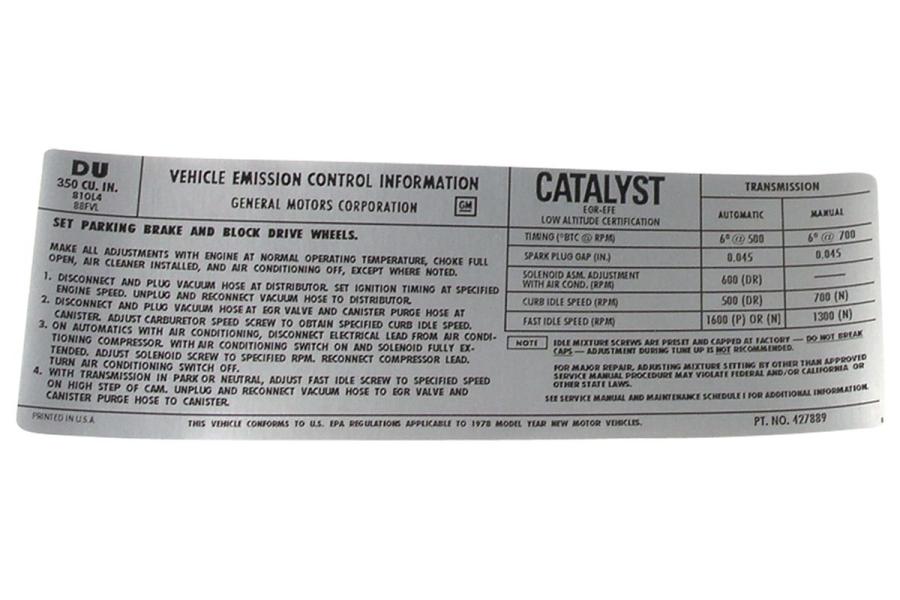 DU
350 CU. IN.
810L4
88FVL
VEHICLE EMISSION CONTROL INFORMATION
GENERAL MOTORS CORPORATION
GM
SET PARKING BRAKE AND BLOCK DRIVE WHEELS.
MAKE ALL ADJUSTMENTS WITH ENGINE AT NORMAL OPERATING TEMPERATURE, CHOKE FULL
OPEN, AIR CLEANER INSTALLED, AND AIR CONDITIONING OFF, EXCEPT WHERE NOTED.
1. DISCONNECT AND PLUG VACUUM HOSE AT DISTRIBUTOR. SET IGNITION TIMING AT SPECIFIED
ENGINE SPEED. UNPLUG AND RECONNECT VACUUM HOSE TO DISTRIBUTOR.
2. DISCONNECT AND PLUG VACUUM HOSE AT EGR VALVE AND CANISTER PURGE HOSE AT
CANISTER. ADJUST CARBURETOR SPEED SCREW TO OBTAIN SPECIFIED CURB IDLE SPEED.
3. ON AUTOMATICS WITH AIR CONDITIONING, DISCONNECT ELECTRICAL LEAD FROM AIR CONDI-
TIONING COMPRESSOR. WITH AIR CONDITIONING SWITCH ON AND SOLENOID FULLY EX-
TENDED. ADJUST SOLENOID SCREW TO SPECIFIED RPM. RECONNECT COMPRESSOR LEAD.
TURN AIR CONDITIONING SWITCH OFF.
4. WITH TRANSMISSION IN PARK OR NEUTRAL, ADJUST FAST IDLE SCREW TO SPECIFIED SPEED
ON HIGH STEP OF CAM. UNPLUG AND RECONNECT VACUUM HOSE TO EGR VALVE AND
CANISTER PURGE HOSE TO CANISTER.
CATALYST
EGR-EFE
LOW ALTITUDE CERTIFICATION
TRANSMISSION
AUTOMATIC MANUAL
TIMING (°BTC @ RPM) 6° @ 500 6° @ 700
SPARK PLUG GAP (IN.) 0.045 0.045
SOLENOID ASM. ADJUSTMENT
WITH AIR COND. (RPM) 600 (DR) ——
CURB IDLE SPEED (RPM) 500 (DR) 700 (N)
FAST IDLE SPEED (RPM) 1600 (P) OR (N) 1300 (N)
NOTE IDLE MIXTURE SCREWS ARE PRESET AND CAPPED AT FACTORY — DO NOT BREAK
CAPS — ADJUSTMENT DURING TUNE UP IS NOT RECOMMENDED.
FOR MAJOR REPAIR, ADJUSTING MIXTURE SETTING BY OTHER THAN APPROVED
SERVICE MANUAL PROCEDURE MAY VIOLATE FEDERAL AND/OR CALIFORNIA OR
OTHER STATE LAWS.
SEE SERVICE MANUAL AND MAINTENANCE SCHEDULE I FOR ADDITIONAL INFORMATION.
PRINTED IN U.S.A. THIS VEHICLE CONFORMS TO U.S. EPA REGULATIONS APPLICABLE TO 1978 MODEL YEAR NEW MOTOR VEHICLES. PT. NO. 427889